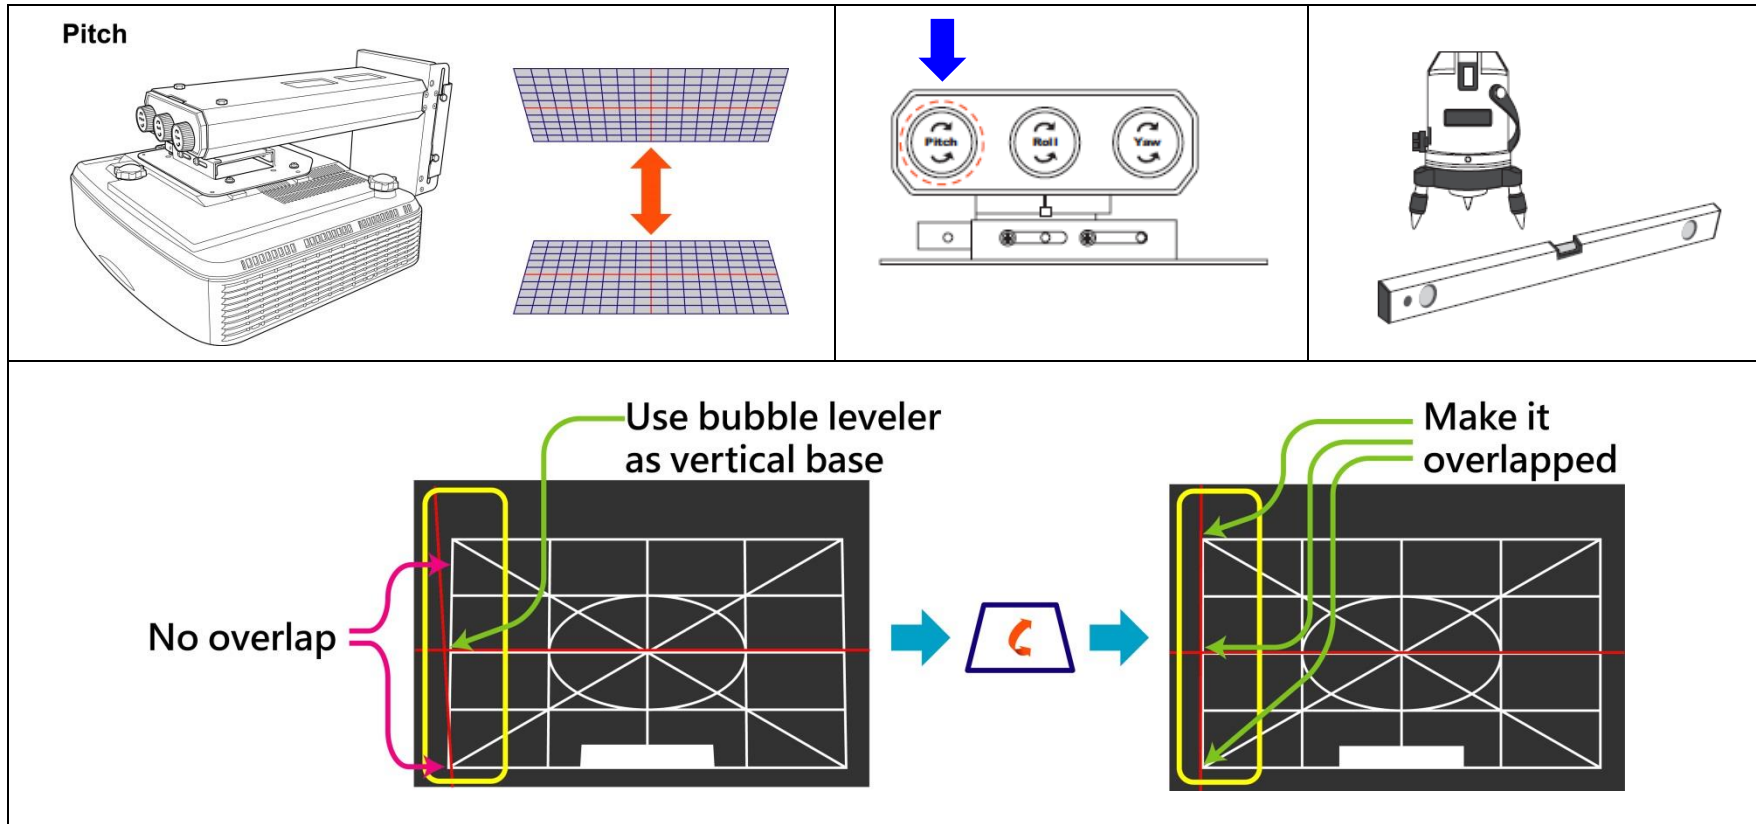 Pitch
Pitch
Roll
Yaw
Use bubble leveler
as vertical base
Make it
overlapped
No overlap